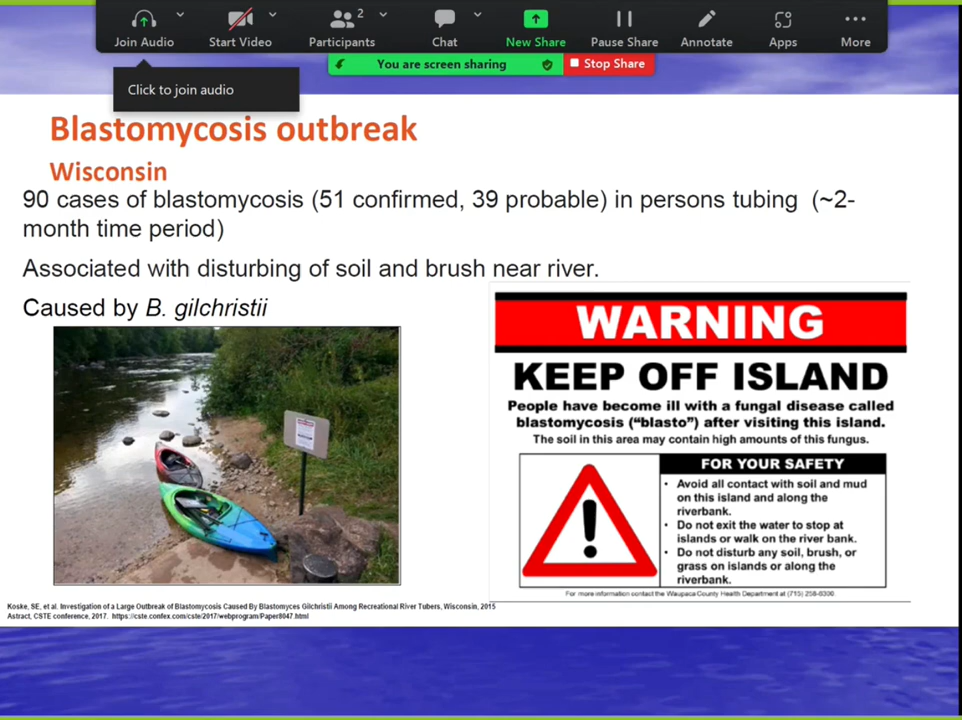 Join Audio
Start Video
2
Participants
Chat
New Share
Pause Share
Annotate
Apps
More
You are screen sharing
Stop Share
Click to join audio
Blastomycosis outbreak
Wisconsin
90 cases of blastomycosis (51 confirmed, 39 probable) in persons tubing (~2-
month time period)
Associated with disturbing of soil and brush near river.
Caused by B. gilchristii
WARNING
KEEP OFF ISLAND
People have become ill with a fungal disease called
blastomycosis (“blasto”) after visiting this island.
The soil in this area may contain high amounts of this fungus.
FOR YOUR SAFETY
• Avoid all contact with soil and mud
on this island and along the
riverbank.
• Do not exit the water to stop at
islands or walk on the river bank.
• Do not disturb any soil, brush, or
grass on islands or along the
riverbank.
For more information contact the Waupaca County Health Department at (715) 258-6300.
Koske, SE, et al. Investigation of a Large Outbreak of Blastomycosis Caused By Blastomyces Gilchristii Among Recreational River Tubers, Wisconsin, 2015
Astract, CSTE conference, 2017. https://cste.confex.com/cste/2017/webprogram/Paper8047.html